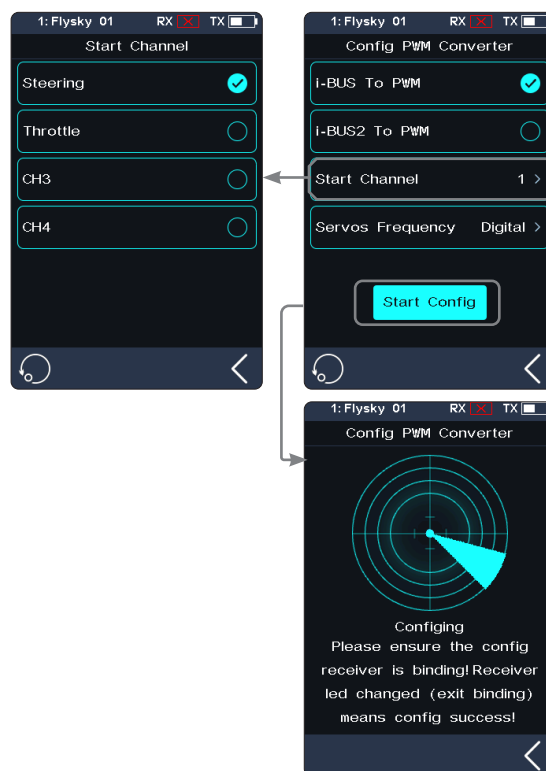 1: Flysky 01 RX TX
Start Channel
Steering
Throttle
CH3
CH4
1: Flysky 01 RX TX
Config PWM Converter
i-BUS To PWM
i-BUS2 To PWM
Start Channel 1 >
Servos Frequency Digital >
Start Config
1: Flysky 01 RX TX
Config PWM Converter
Configing
Please ensure the config
receiver is binding! Receiver
led changed (exit binding)
means config success!